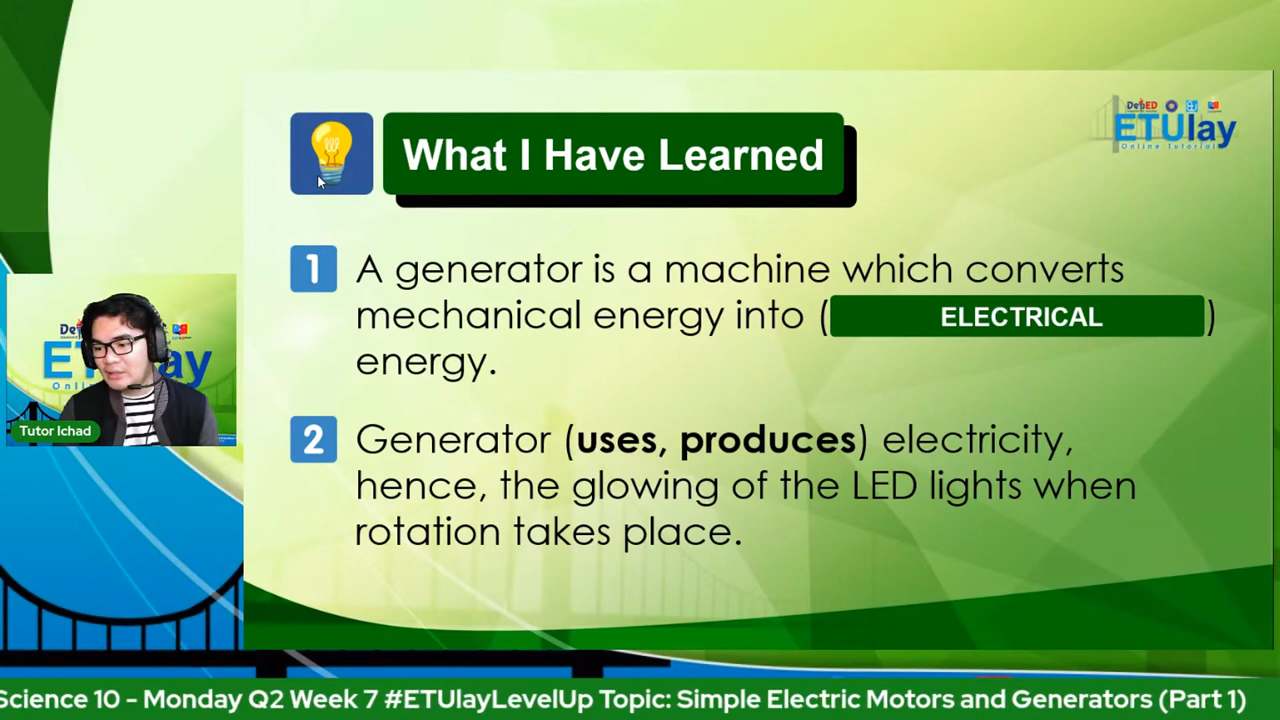 DepED
ETUlay
Online Tutorial
What I Have Learned
1 A generator is a machine which converts
mechanical energy into (ELECTRICAL)
energy.
2 Generator (uses, produces) electricity,
hence, the glowing of the LED lights when
rotation takes place.
Tutor Ichad
Science 10 - Monday Q2 Week 7 #ETUlayLevelUp Topic: Simple Electric Motors and Generators (Part 1)